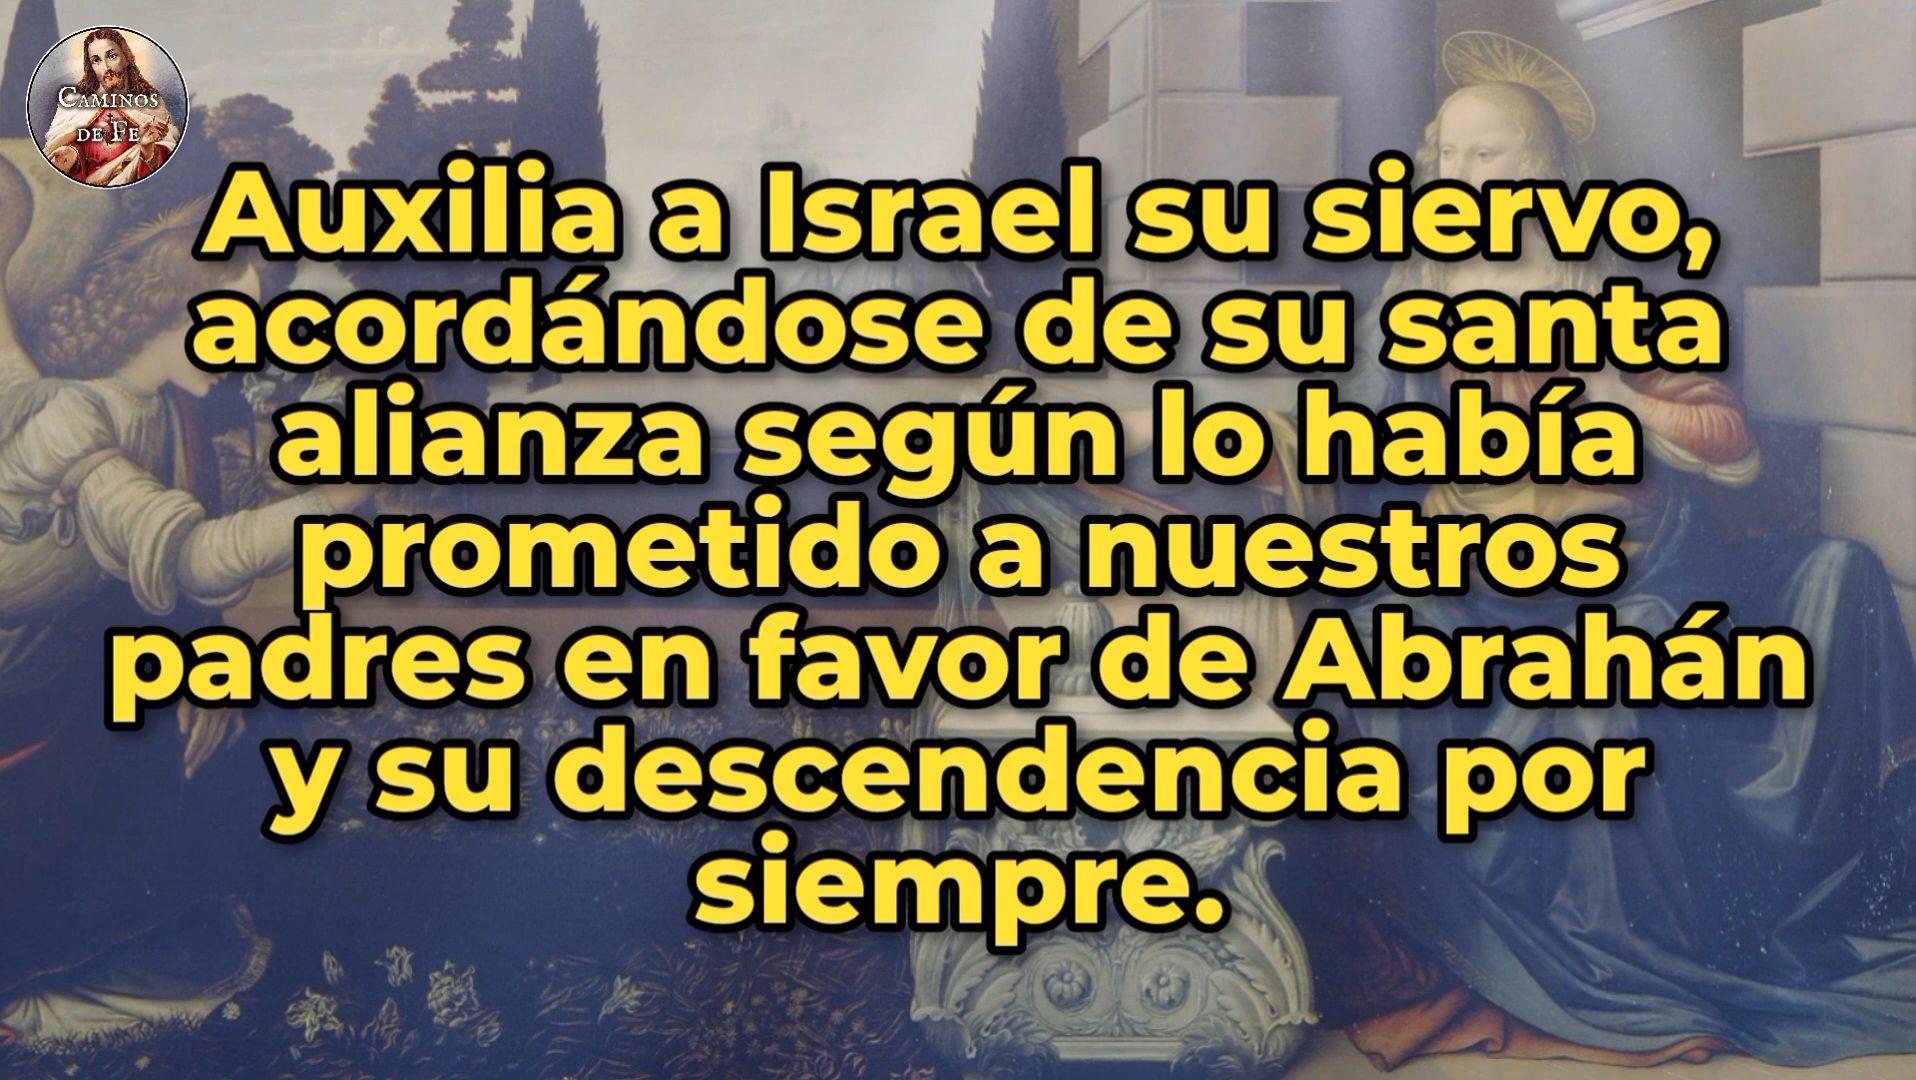 CAMINOS
DE FE
Auxilia a Israel su siervo,
acordándose de su santa
alianza según lo había
prometido a nuestros
padres en favor de Abrahán
y su descendencia por
siempre.